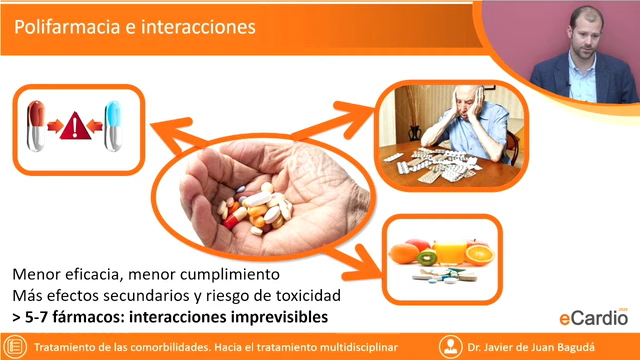 Polifarmacia e interacciones
Menor eficacia, menor cumplimiento
Más efectos secundarios y riesgo de toxicidad
> 5-7 fármacos: interacciones imprevisibles
eCardio
Tratamiento de las comorbilidades. Hacia el tratamiento multidisciplinar
Dr. Javier de Juan Bagudá